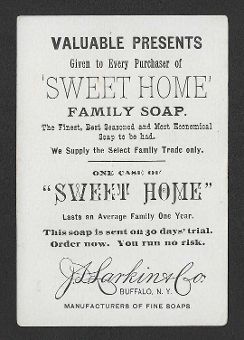 VALUABLE PRESENTS
Given to Every Purchaser of
'SWEET HOME'
FAMILY SOAP.
The Finest, Best Seasoned and Most Economical
Soap to be had.
We Supply the Select Family Trade only.
ONE CASE OF
"SWEET HOME"
Lasts an Average Family One Year.
This soap is sent on 30 days' trial.
Order now. You run no risk.
J. D. Larkin & Co.
BUFFALO, N. Y.
MANUFACTURERS OF FINE SOAPS